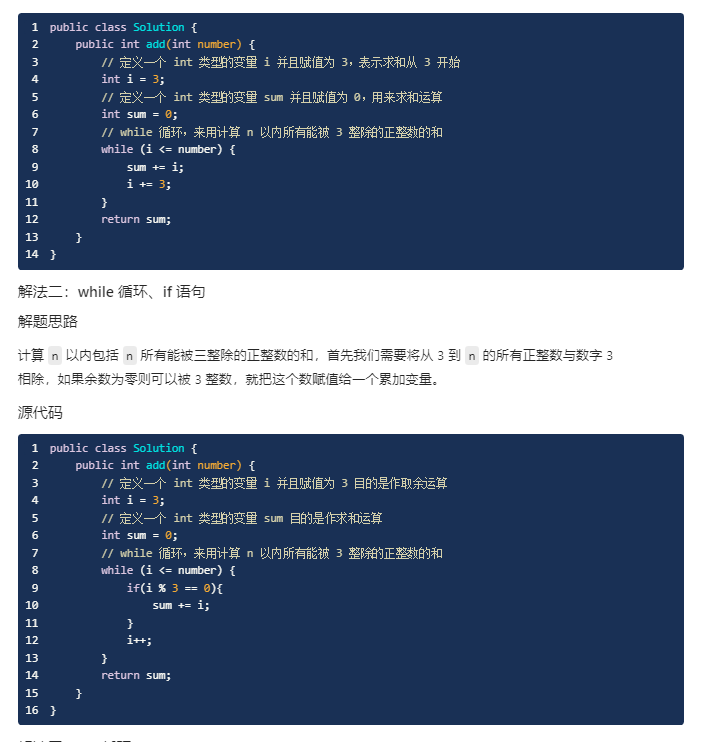 1 public class Solution {
2 public int add(int number) {
3 // 定义一个 int 类型的变量 i 并且赋值为 3，表示求和从 3 开始
4 int i = 3;
5 // 定义一个 int 类型的变量 sum 并且赋值为 0，用来求和运算
6 int sum = 0;
7 // while 循环，来用计算 n 以内所有能被 3 整除的正整数的和
8 while (i <= number) {
9 sum += i;
10 i += 3;
11 }
12 return sum;
13 }
14 }
解法二：while 循环、if 语句
解题思路
计算 n 以内包括 n 所有能被三整除的正整数的和，首先我们需要将从 3 到 n 的所有正整数与数字 3
相除，如果余数为零则可以被 3 整数，就把这个数赋值给一个累加变量。
源代码
1 public class Solution {
2 public int add(int number) {
3 // 定义一个 int 类型的变量 i 并且赋值为 3 目的是作取余运算
4 int i = 3;
5 // 定义一个 int 类型的变量 sum 目的是作求和运算
6 int sum = 0;
7 // while 循环，来用计算 n 以内所有能被 3 整除的正整数的和
8 while (i <= number) {
9 if(i % 3 == 0){
10 sum += i;
11 }
12 i++;
13 }
14 return sum;
15 }
16 }